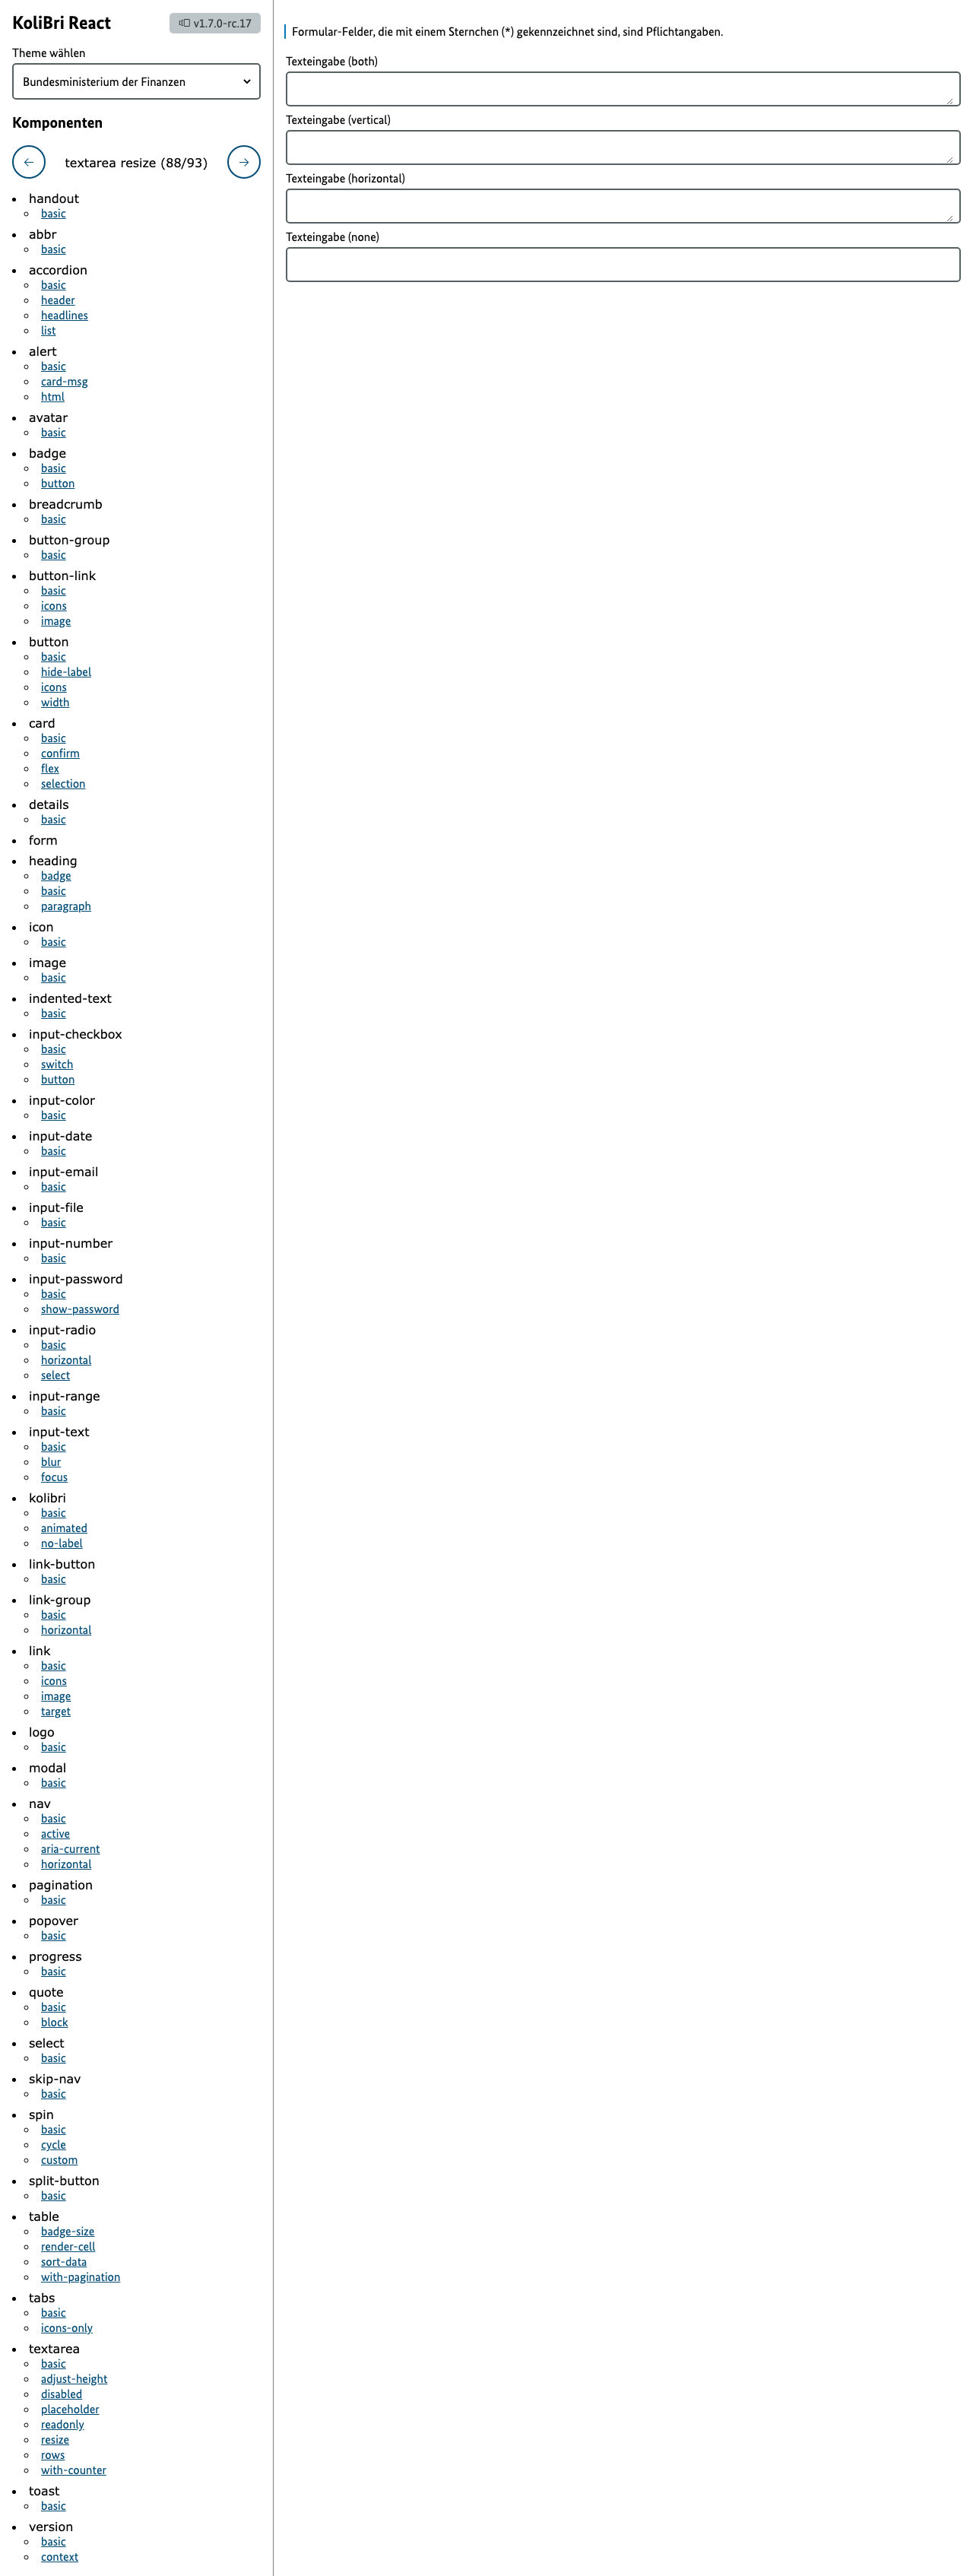 KoliBri React
v1.7.0-rc.17
Theme wählen
Bundesministerium der Finanzen
Komponenten
textarea resize (88/93)
handout
basic
abbr
basic
accordion
basic
header
headlines
list
alert
basic
card-msg
html
avatar
basic
badge
basic
button
breadcrumb
basic
button-group
basic
button-link
basic
icons
image
button
basic
hide-label
icons
width
card
basic
confirm
flex
selection
details
basic
form
heading
badge
basic
paragraph
icon
basic
image
basic
indented-text
basic
input-checkbox
basic
switch
button
input-color
basic
input-date
basic
input-email
basic
input-file
basic
input-number
basic
input-password
basic
show-password
input-radio
basic
horizontal
select
input-range
basic
input-text
basic
blur
focus
kolibri
basic
animated
no-label
link-button
basic
link-group
basic
horizontal
link
basic
icons
image
target
logo
basic
modal
basic
nav
basic
active
aria-current
horizontal
pagination
basic
popover
basic
progress
basic
quote
basic
block
select
basic
skip-nav
basic
spin
basic
cycle
custom
split-button
basic
table
badge-size
render-cell
sort-data
with-pagination
tabs
basic
icons-only
textarea
basic
adjust-height
disabled
placeholder
readonly
resize
rows
with-counter
toast
basic
version
basic
context
Formular-Felder, die mit einem Sternchen (*) gekennzeichnet sind, sind Pflichtangaben.
Texteingabe (both)
Texteingabe (vertical)
Texteingabe (horizontal)
Texteingabe (none)